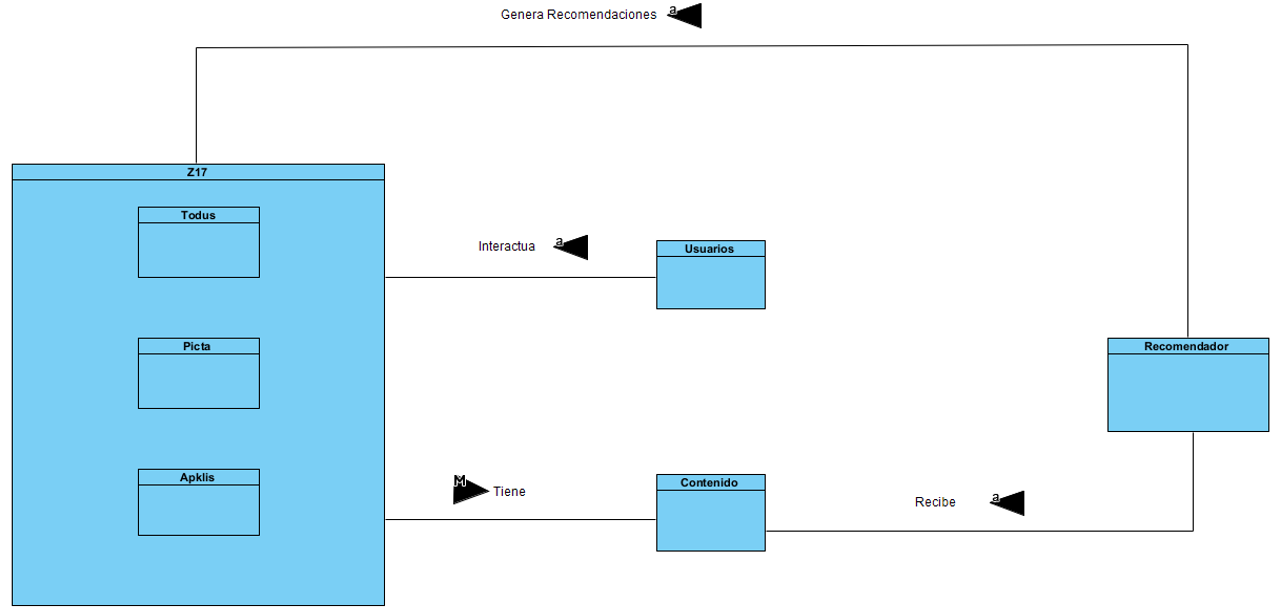 Genera Recomendaciones
a
Z17
Todus
Interactua
a
Usuarios
Picta
Recomendador
Apklis
M
Tiene
Contenido
Recibe
a